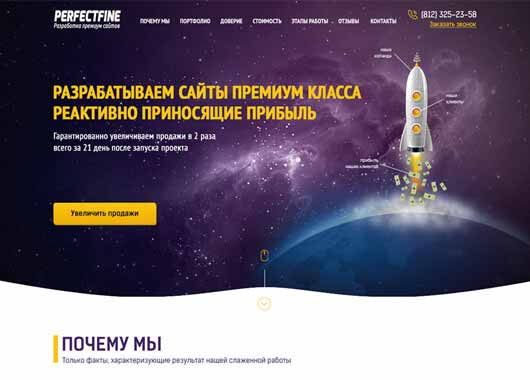 PERFECTFINE
Разработка премиум сайтов
ПОЧЕМУ МЫ ПОРТФОЛИО ДОВЕРИЕ СТОИМОСТЬ ЭТАПЫ РАБОТЫ ОТЗЫВЫ КОНТАКТЫ
(812) 325-23-58
Заказать звонок
РАЗРАБАТЫВАЕМ САЙТЫ ПРЕМИУМ КЛАССА
РЕАКТИВНО ПРИНОСЯЩИЕ ПРИБЫЛЬ
Гарантированно увеличиваем продажи в 2 раза
всего за 21 день после запуска проекта
наша
команда
наши
клиенты
прибыль
наших клиентов
Увеличить продажи
ПОЧЕМУ МЫ
Только факты, характеризующие результат нашей слаженной работы